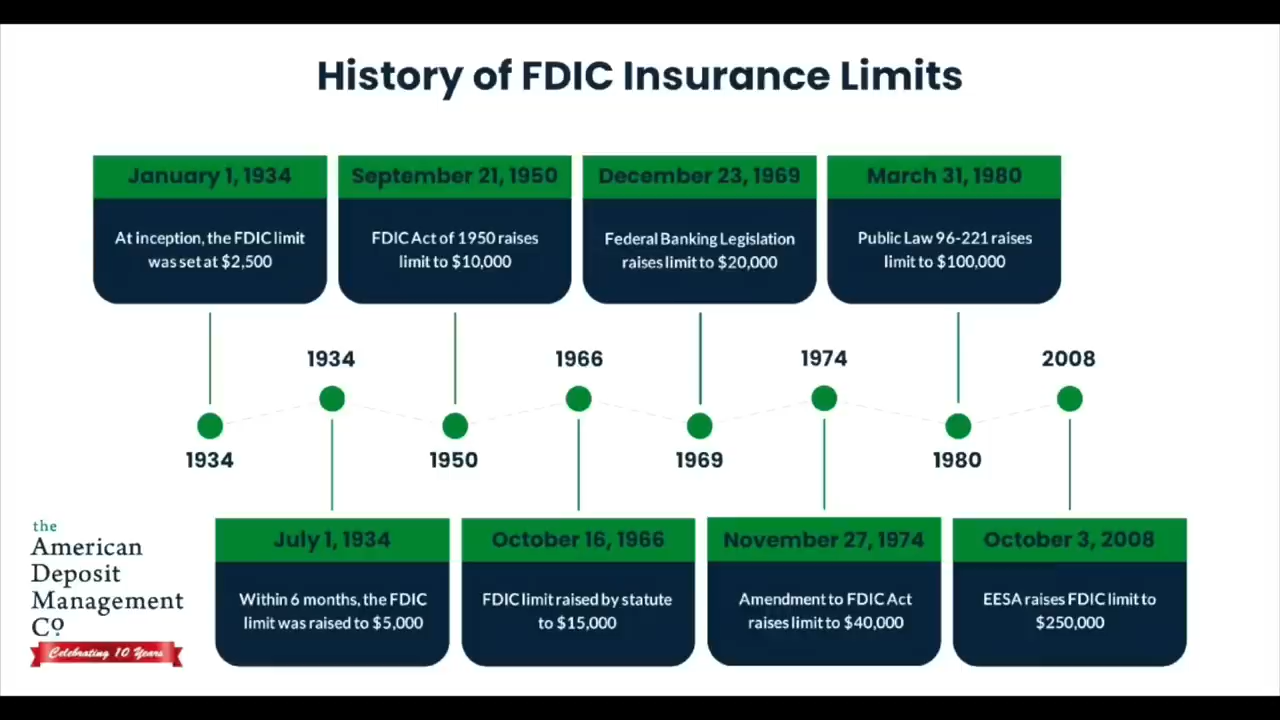 History of FDIC Insurance Limits
January 1, 1934
At inception, the FDIC limit
was set at $2,500
September 21, 1950
FDIC Act of 1950 raises
limit to $10,000
December 23, 1969
Federal Banking Legislation
raises limit to $20,000
March 31, 1980
Public Law 96-221 raises
limit to $100,000
1934
1934
1950
1966
1969
1974
1980
2008
July 1, 1934
Within 6 months, the FDIC
limit was raised to $5,000
October 16, 1966
FDIC limit raised by statute
to $15,000
November 27, 1974
Amendment to FDIC Act
raises limit to $40,000
October 3, 2008
EESA raises FDIC limit to
$250,000
the
American
Deposit
Management
Co
Celebrating 10 Years